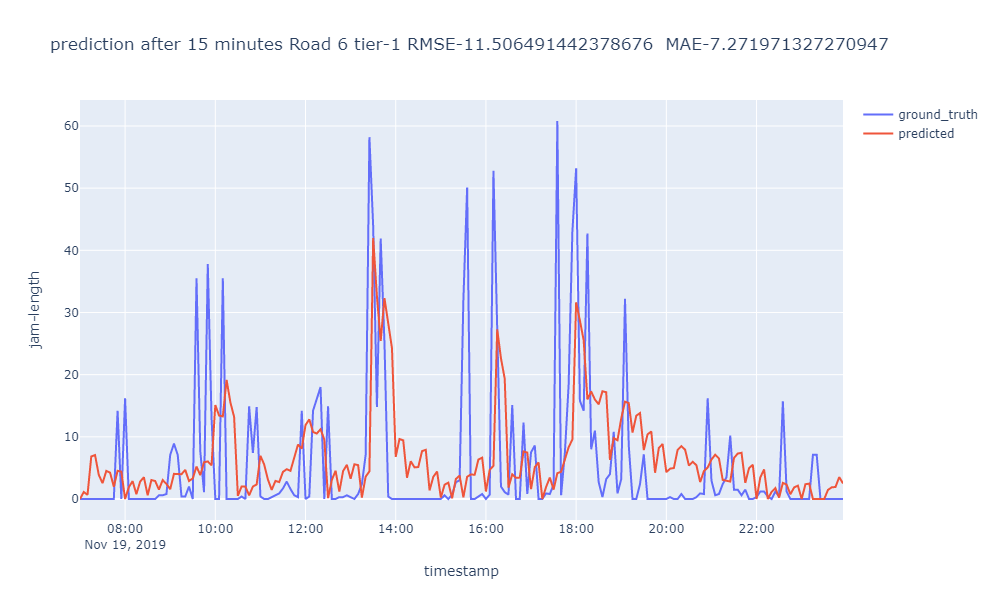 prediction after 15 minutes Road 6 tier-1 RMSE-11.506491442378676  MAE-7.271971327270947
ground_truth
predicted
60
50
40
30
20
10
0
jam-length
08:00 10:00 12:00 14:00 16:00 18:00 20:00 22:00
Nov 19, 2019
timestamp